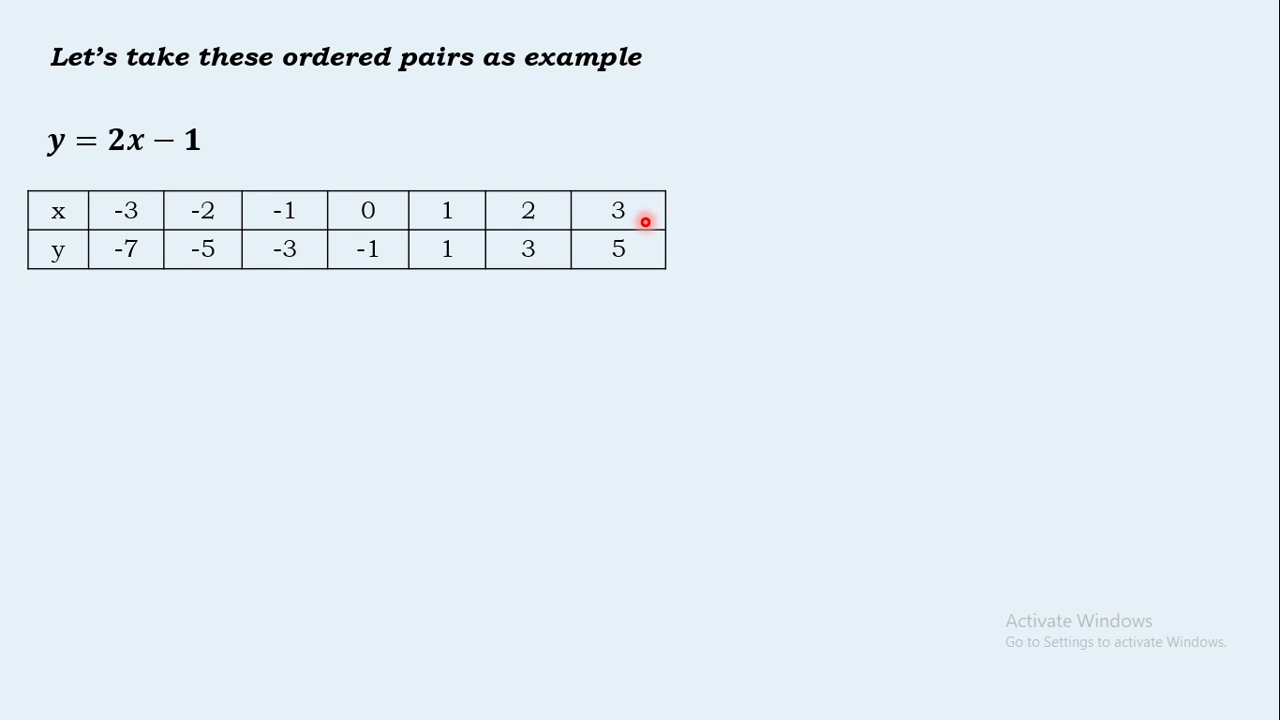 Let’s take these ordered pairs as example
y = 2x − 1
x -3 -2 -1 0 1 2 3
y -7 -5 -3 -1 1 3 5
Activate Windows
Go to Settings to activate Windows.